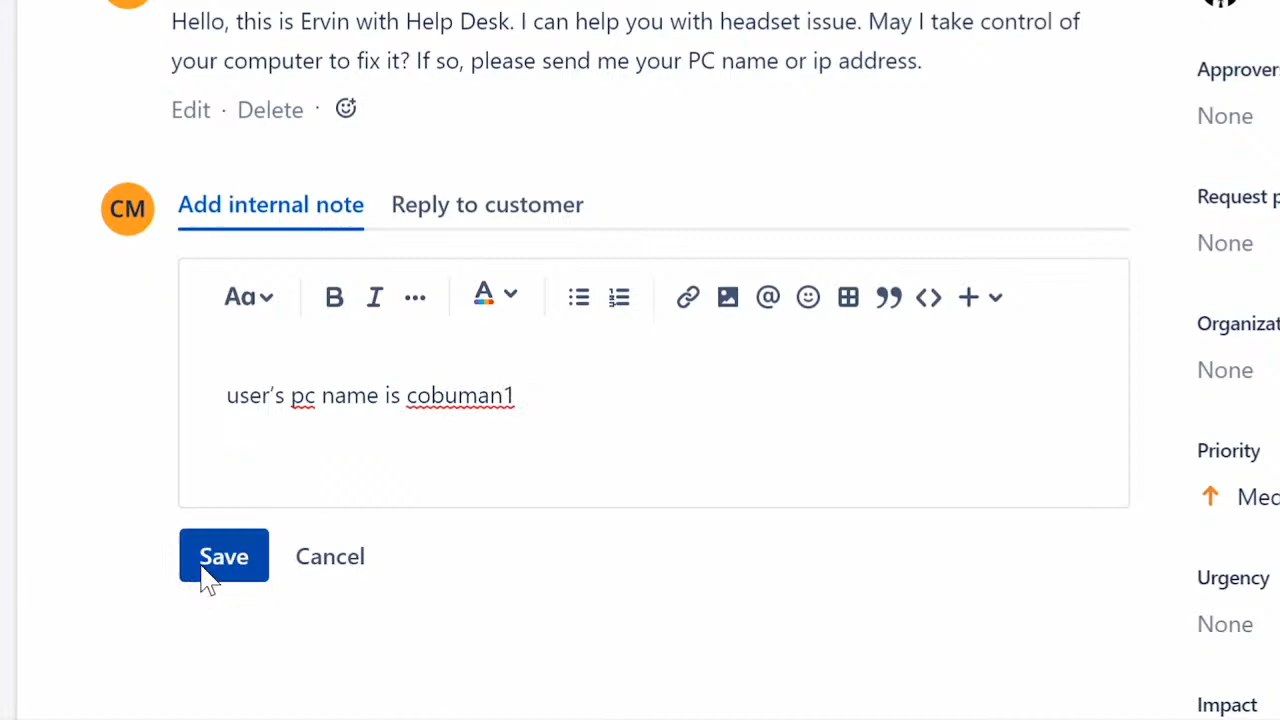 Hello, this is Ervin with Help Desk. I can help you with headset issue. May I take control of
your computer to fix it? If so, please send me your PC name or ip address.
Edit · Delete ·
CM
Add internal note Reply to customer
Aa B I ••• A
user’s pc name is cobuman1
Save Cancel
Approver
None
Request p
None
Organizat
None
Priority
Med
Urgency
None
Impact